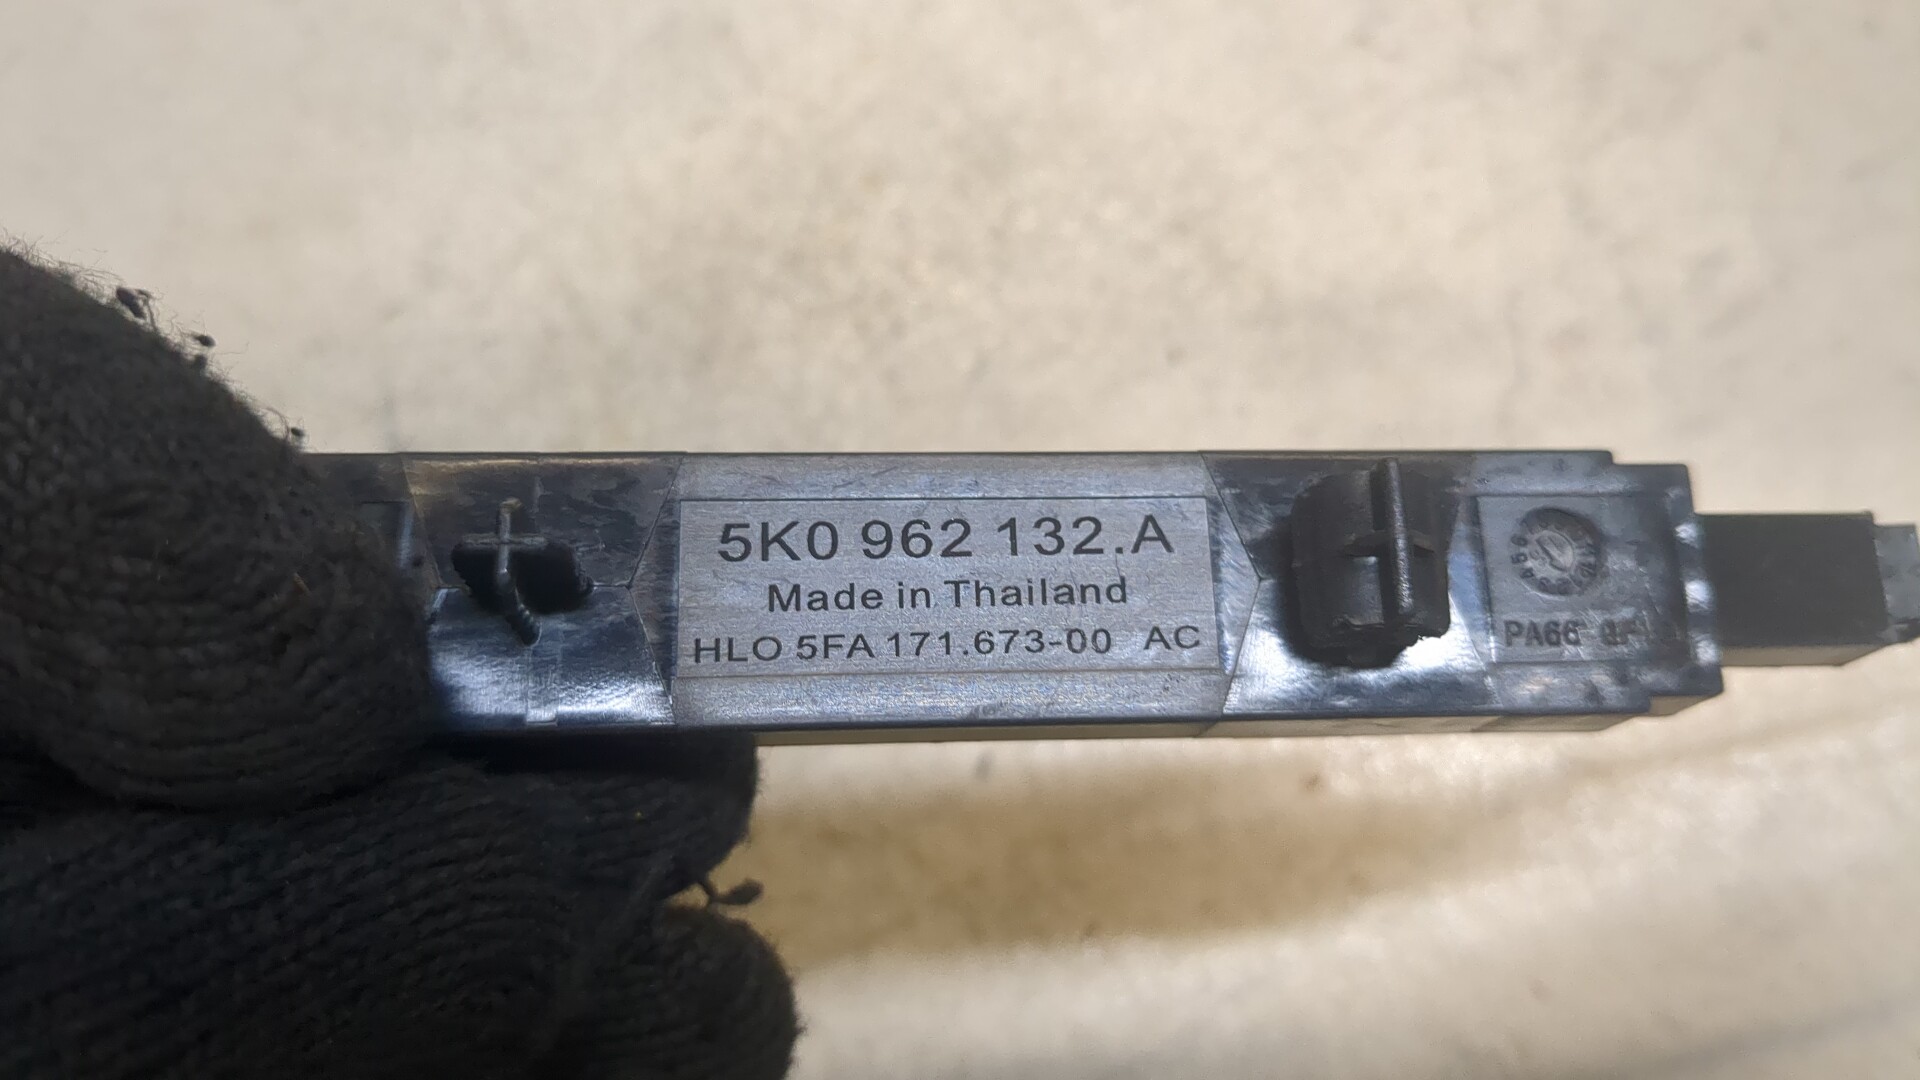 5K0 962 132.A
Made in Thailand
HLO 5FA 171.673-00 AC
PA66